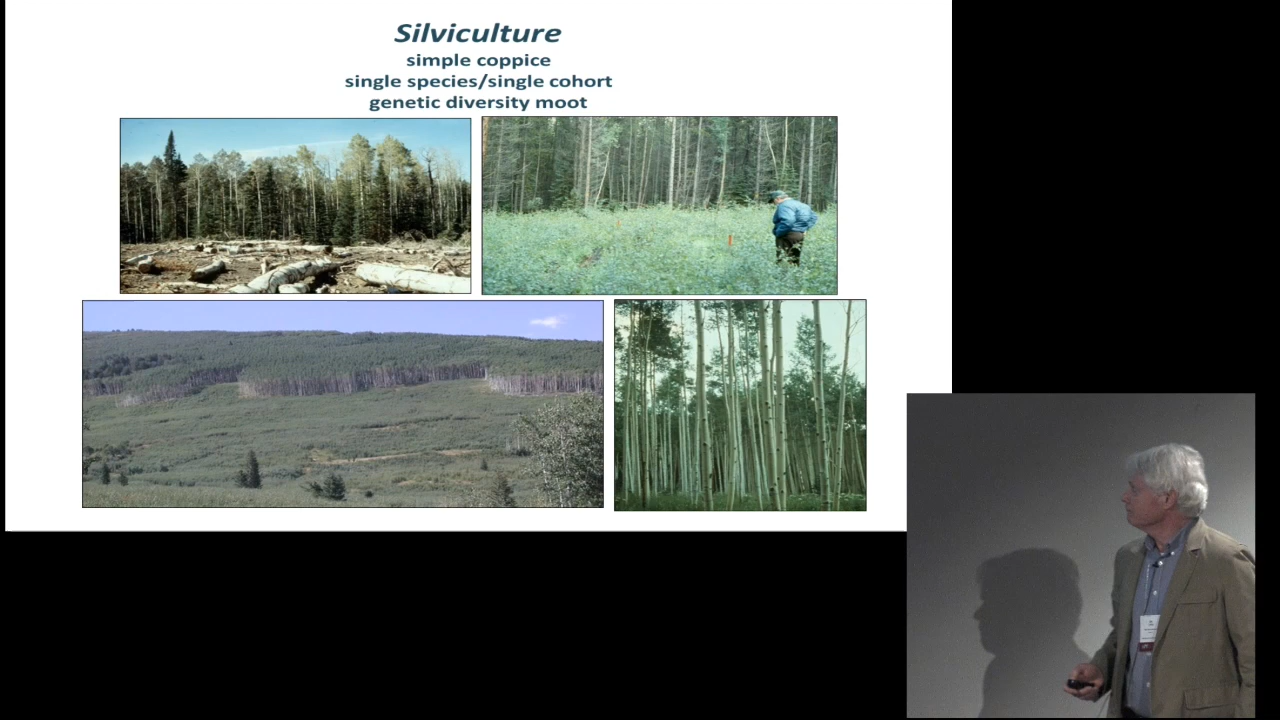 Silviculture
simple coppice
single species/single cohort
genetic diversity moot